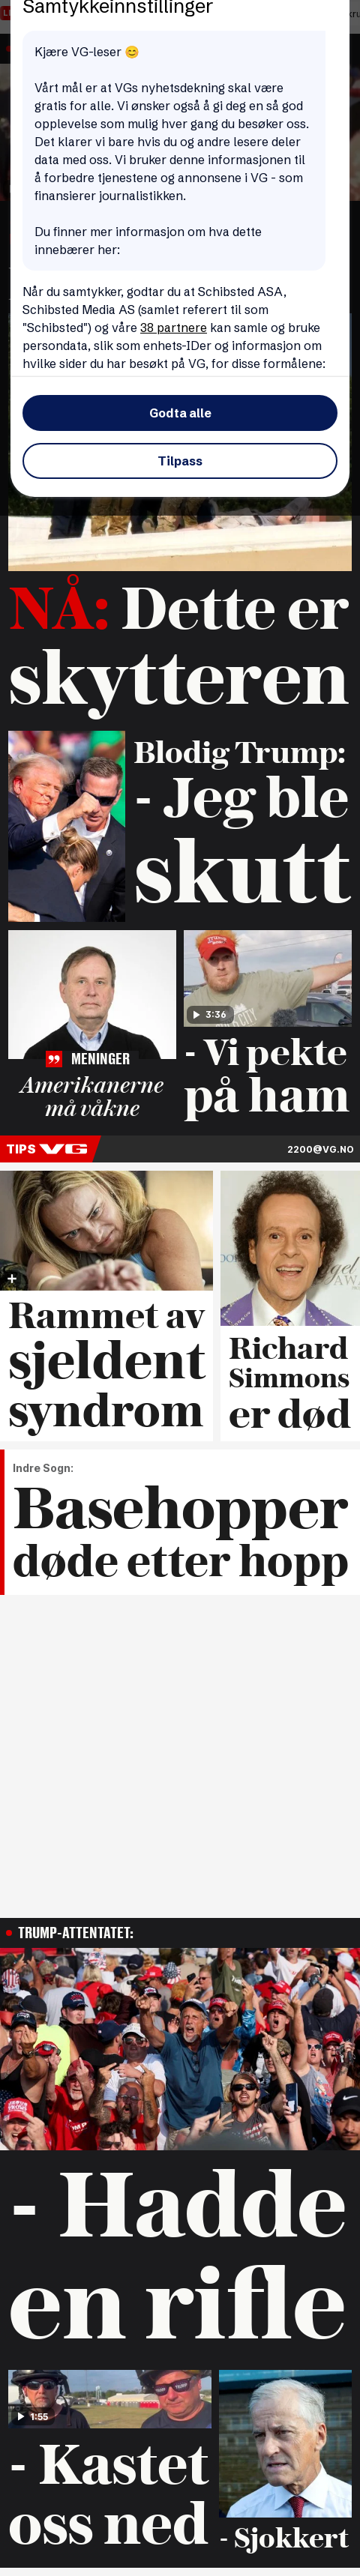 Samtykkeinnstillinger
Kjære VG-leser 😊
Vårt mål er at VGs nyhetsdekning skal være
gratis for alle. Vi ønsker også å gi deg en så god
opplevelse som mulig hver gang du besøker oss.
Det klarer vi bare hvis du og andre lesere deler
data med oss. Vi bruker denne informasjonen til
å forbedre tjenestene og annonsene i VG - som
finansierer journalistikken.
Du finner mer informasjon om hva dette
innebærer her:
Når du samtykker, godtar du at Schibsted ASA,
Schibsted Media AS (samlet referert til som
"Schibsted") og våre 38 partnere kan samle og bruke
persondata, slik som enhets-IDer og informasjon om
hvilke sider du har besøkt på VG, for disse formålene:
Godta alle
Tilpass
NÅ: Dette er
skytteren
Blodig Trump:
- Jeg ble
skutt
MENINGER
Amerikanerne
må våkne
3:36
- Vi pekte
på ham
TIPS VG
2200@VG.NO
Rammet av
sjeldent
syndrom
Richard
Simmons
er død
Indre Sogn:
Basehopper
døde etter hopp
TRUMP-ATTENTATET:
- Hadde
en rifle
1:55
- Kastet
oss ned
- Sjokkert